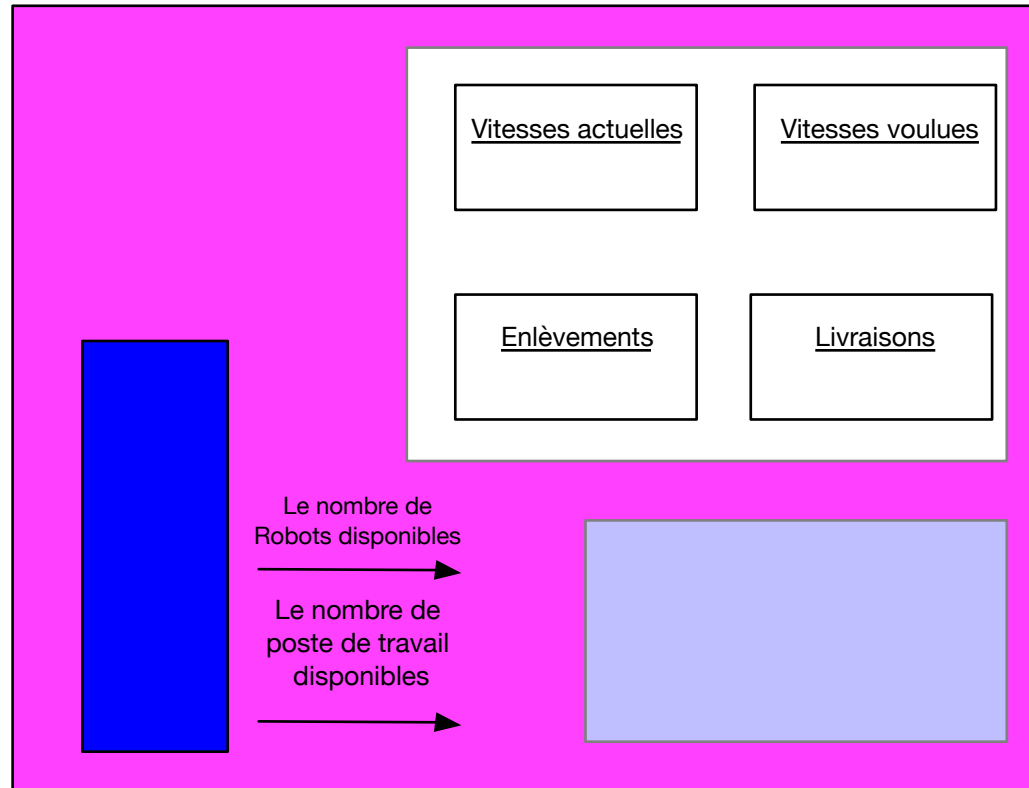 Vitesses actuelles
Vitesses voulues
Enlèvements
Livraisons
Le nombre de
Robots disponibles
Le nombre de
poste de travail
disponibles